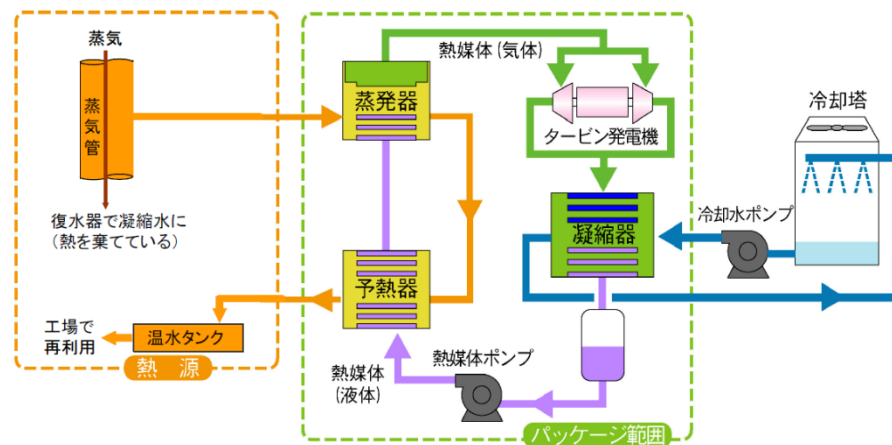 蒸気
蒸気管
復水器で凝縮水に
(熱を棄てている)
工場で
再利用
温水タンク
熱 源
熱媒体(気体)
蒸発器
タービン発電機
予熱器
凝縮器
熱媒体
(液体)
熱媒体ポンプ
パッケージ範囲
冷却塔
冷却水ポンプ